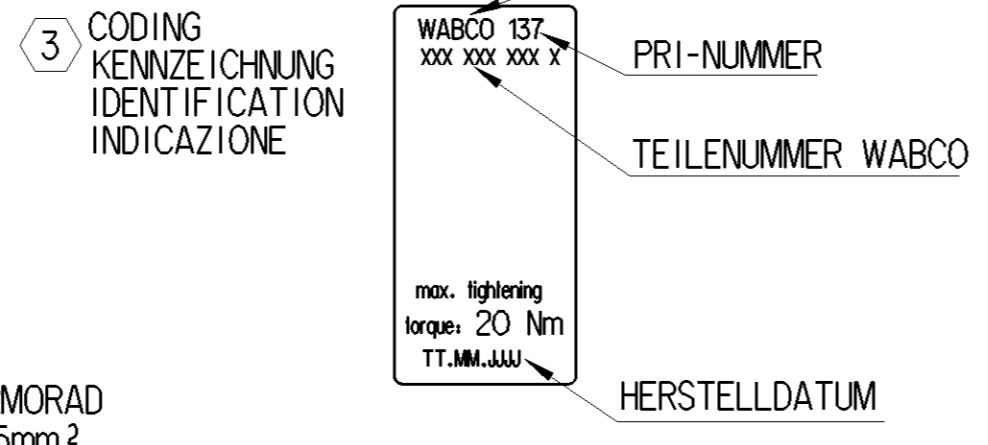 3
CODING
KENNZEICHNUNG
IDENTIFICATION
INDICAZIONE
WABCO 137
XXX XXX XXX X
PRI-NUMMER
TEILENUMMER WABCO
max. tightening
torque: 20 Nm
TT.MM.JJJJ
HERSTELLDATUM
MORAD
5mm²